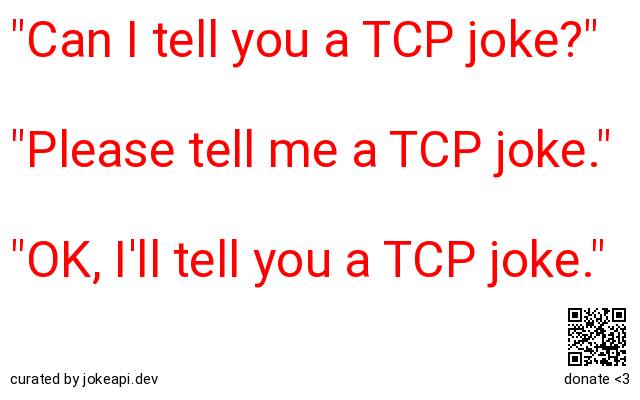 "Can I tell you a TCP joke?"
"Please tell me a TCP joke."
"OK, I'll tell you a TCP joke."
curated by jokeapi.dev
donate <3